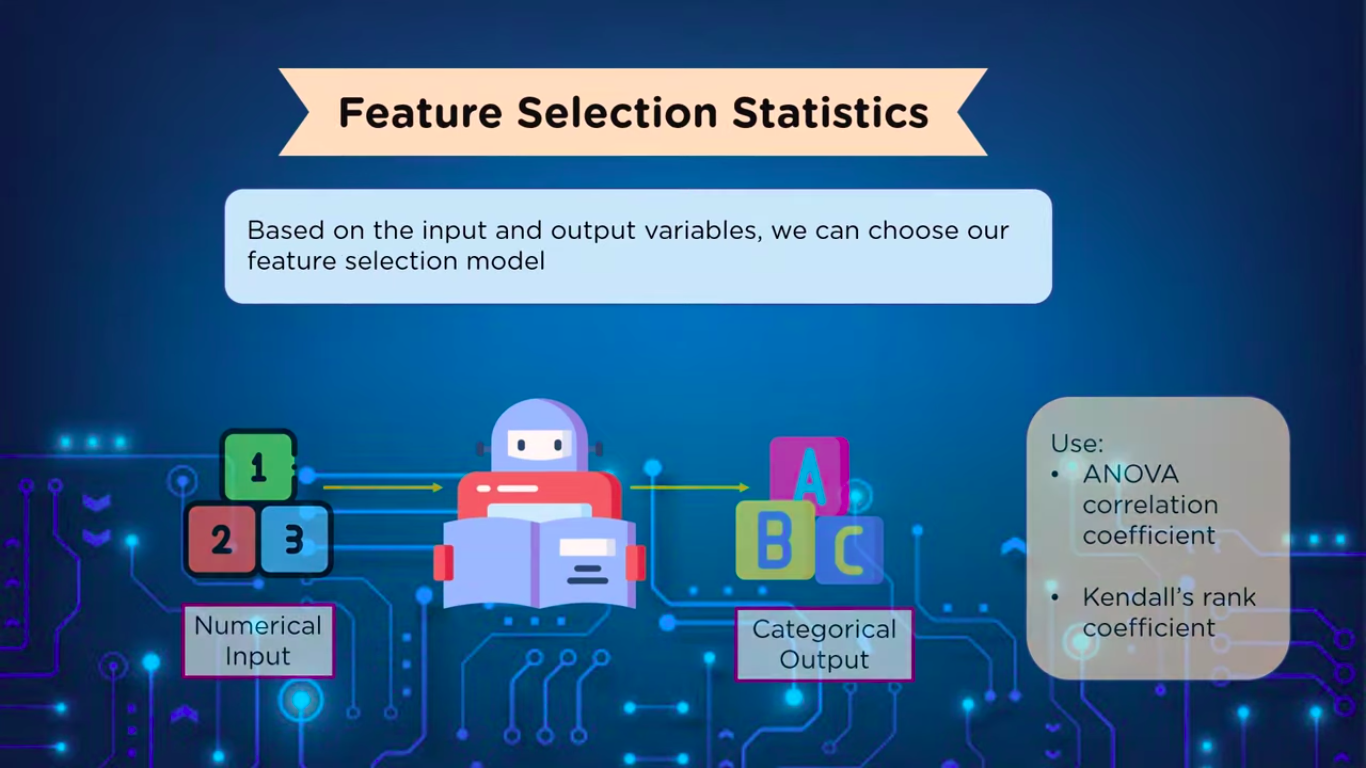 Feature Selection Statistics
Based on the input and output variables, we can choose our
feature selection model
1
2 3
A
B C
Numerical
Input
Categorical
Output
Use:
• ANOVA
correlation
coefficient
• Kendall's rank
coefficient